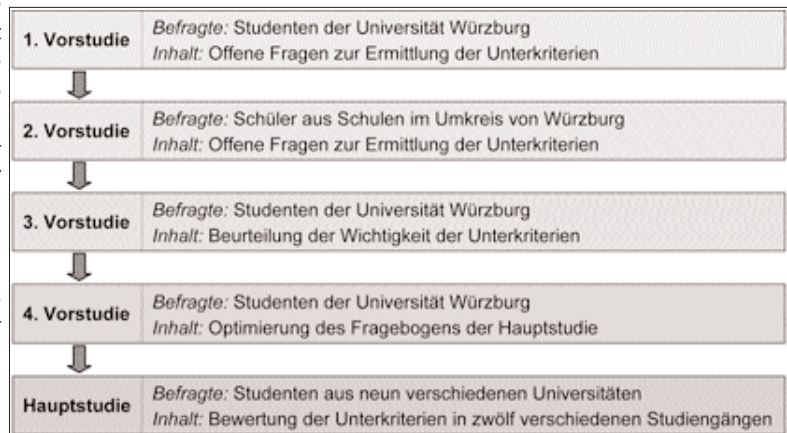 1. Vorstudie
Befragte: Studenten der Universität Würzburg
Inhalt: Offene Fragen zur Ermittlung der Unterkriterien
2. Vorstudie
Befragte: Schüler aus Schulen im Umkreis von Würzburg
Inhalt: Offene Fragen zur Ermittlung der Unterkriterien
3. Vorstudie
Befragte: Studenten der Universität Würzburg
Inhalt: Beurteilung der Wichtigkeit der Unterkriterien
4. Vorstudie
Befragte: Studenten der Universität Würzburg
Inhalt: Optimierung des Fragebogens der Hauptstudie
Hauptstudie
Befragte: Studenten aus neun verschiedenen Universitäten
Inhalt: Bewertung der Unterkriterien in zwölf verschiedenen Studiengängen